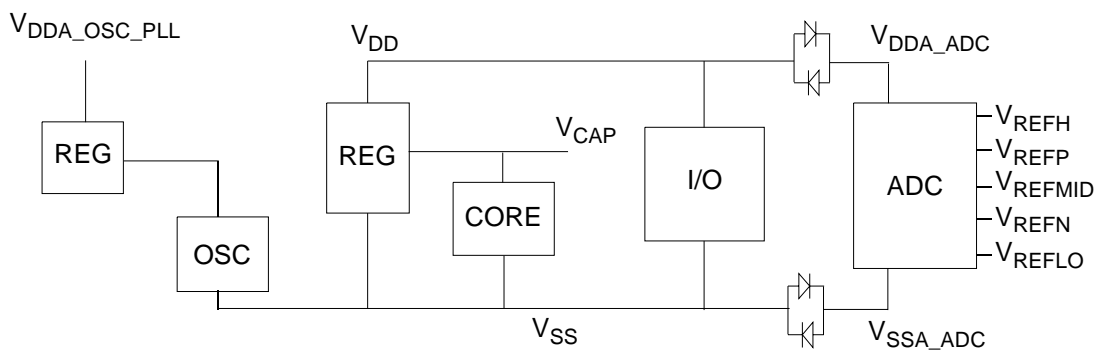 VDDA_OSC_PLL
VDD
VDDA_ADC
REG
REG
VCAP
CORE
I/O
ADC
VREFH
VREFP
VREFMID
VREFN
VREFLO
OSC
VSS
VSSA_ADC